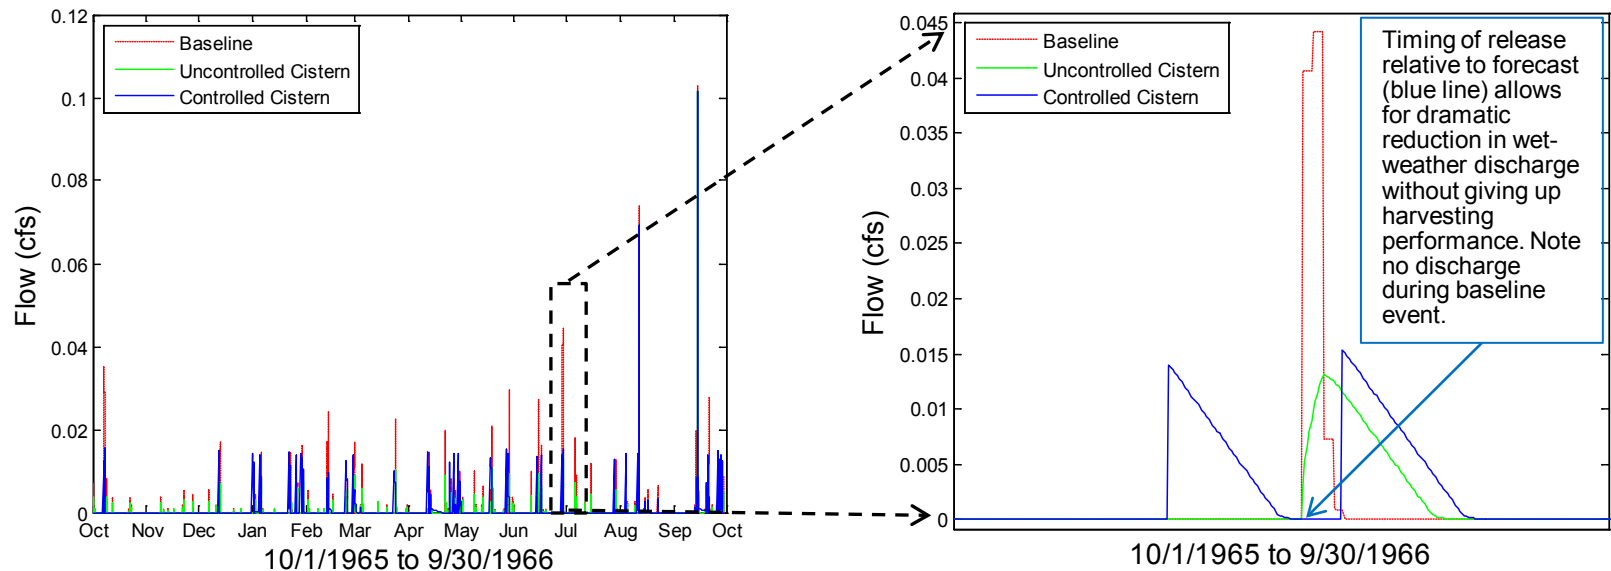 0.12
0.1
0.08
0.06
0.04
0.02
0
Flow (cfs)
Baseline
Uncontrolled Cistern
Controlled Cistern
Oct Nov Dec Jan Feb Mar Apr May Jun Jul Aug Sep Oct
10/1/1965 to 9/30/1966
0.045
0.04
0.035
0.03
0.025
0.02
0.015
0.01
0.005
0
Flow (cfs)
Baseline
Uncontrolled Cistern
Controlled Cistern
Timing of release
relative to forecast
(blue line) allows
for dramatic
reduction in wet-
weather discharge
without giving up
harvesting
performance. Note
no discharge
during baseline
event.
10/1/1965 to 9/30/1966